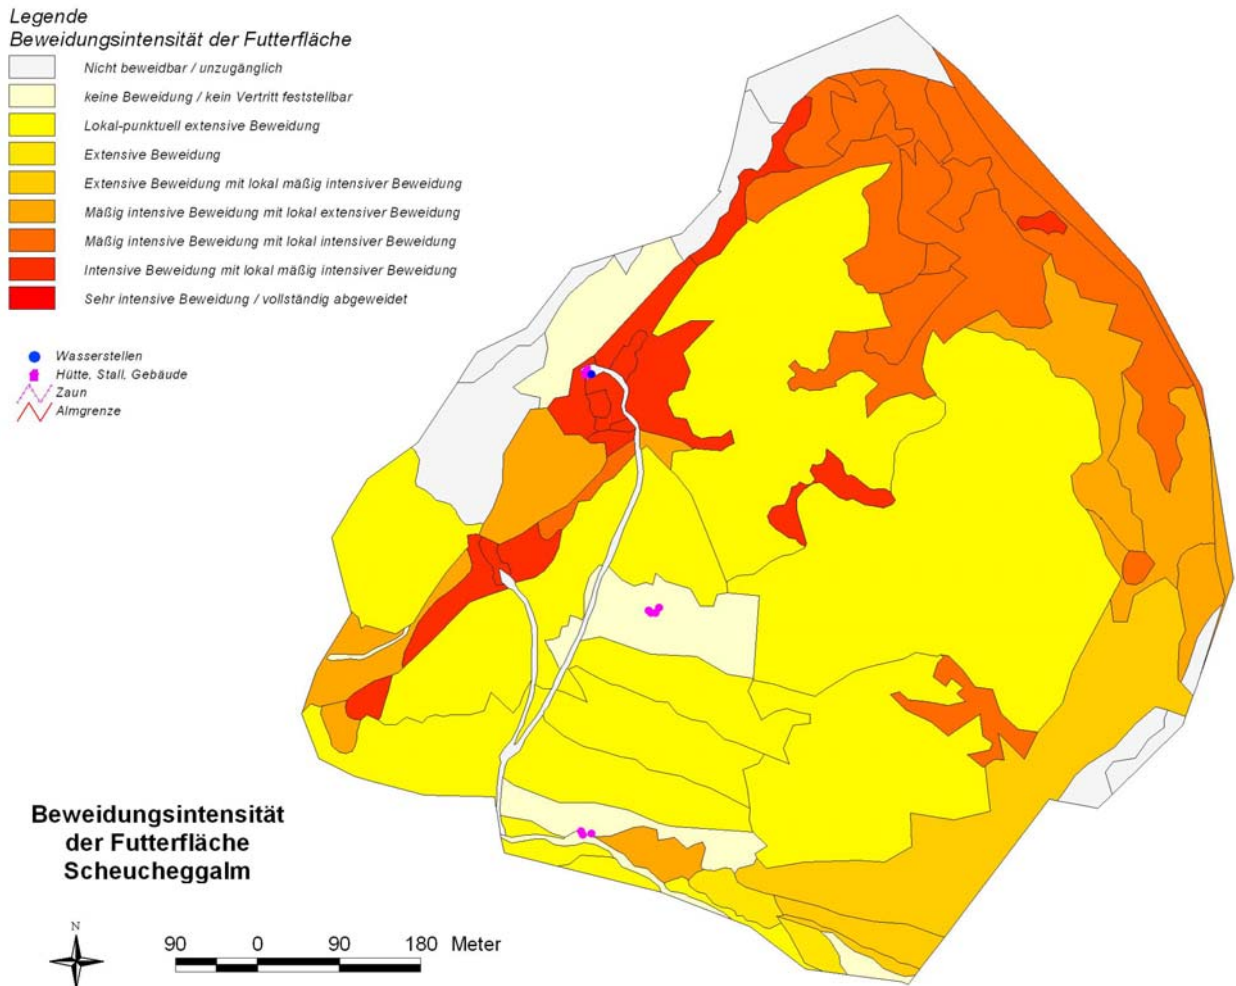 Legende
Beweidungsintensität der Futterfläche
Nicht beweidbar / unzugänglich
keine Beweidung / kein Vertritt feststellbar
Lokal-punktuell extensive Beweidung
Extensive Beweidung
Extensive Beweidung mit lokal mäßig intensiver Beweidung
Mäßig intensive Beweidung mit lokal extensiver Beweidung
Mäßig intensive Beweidung mit lokal intensiver Beweidung
Intensive Beweidung mit lokal mäßig intensiver Beweidung
Sehr intensive Beweidung / vollständig abgeweidet
Wasserstellen
Hütte, Stall, Gebäude
Zaun
Almgrenze
Beweidungsintensität
der Futterfläche
Scheucheggalm
N
90 0 90 180 Meter